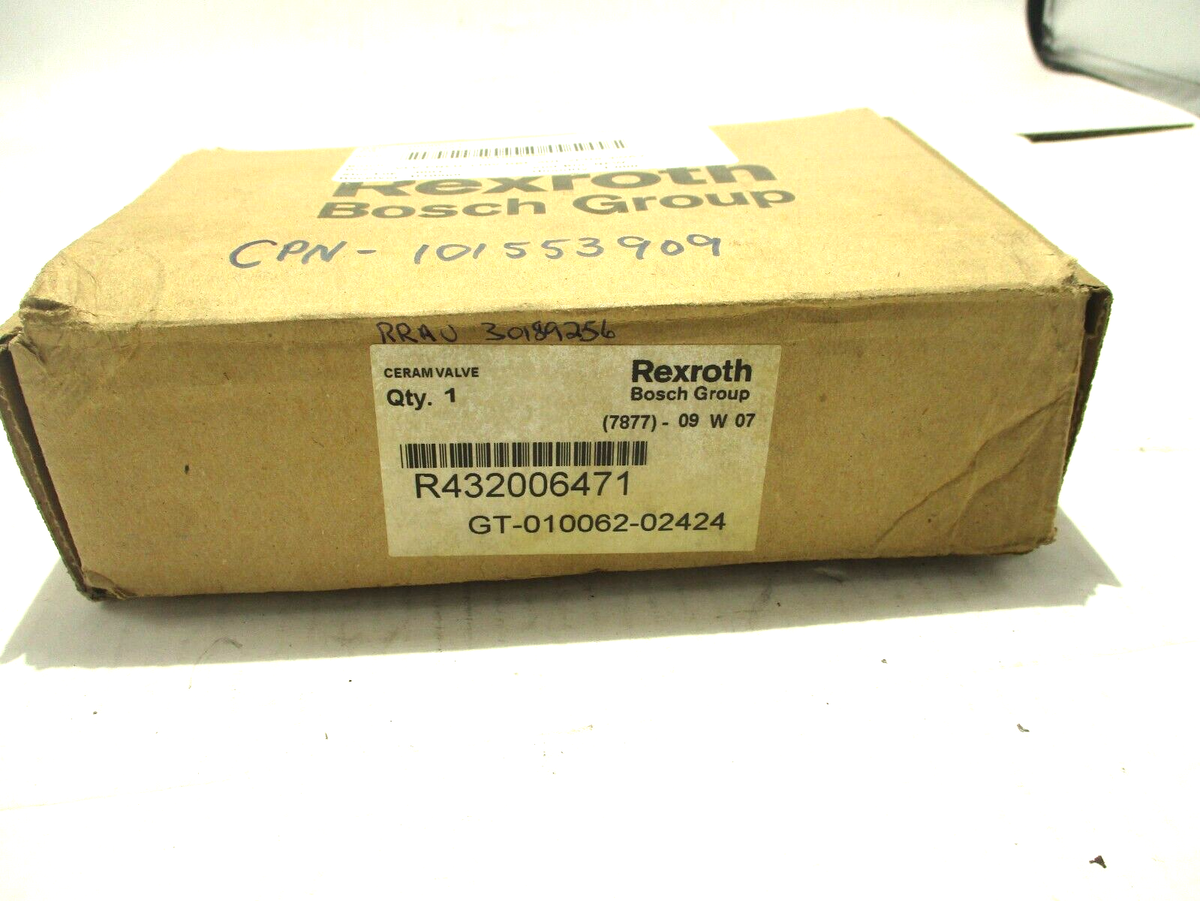 Rexroth
Bosch Group
CPN- 101553909
RRAU 30189256
CERAM VALVE
Rexroth
Qty. 1
Bosch Group
(7877) - 09 W 07
R432006471
GT-010062-02424